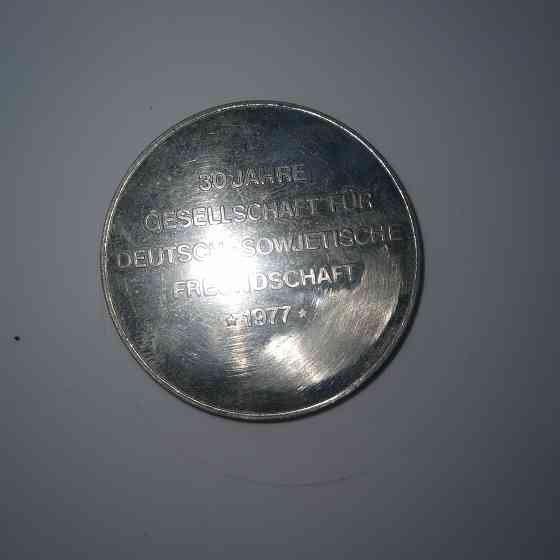 30 JAHRE
GESELLSCHAFT FÜR
DEUTSCH-SOWJETISCHE
FREUNDSCHAFT
★ 1977 ★